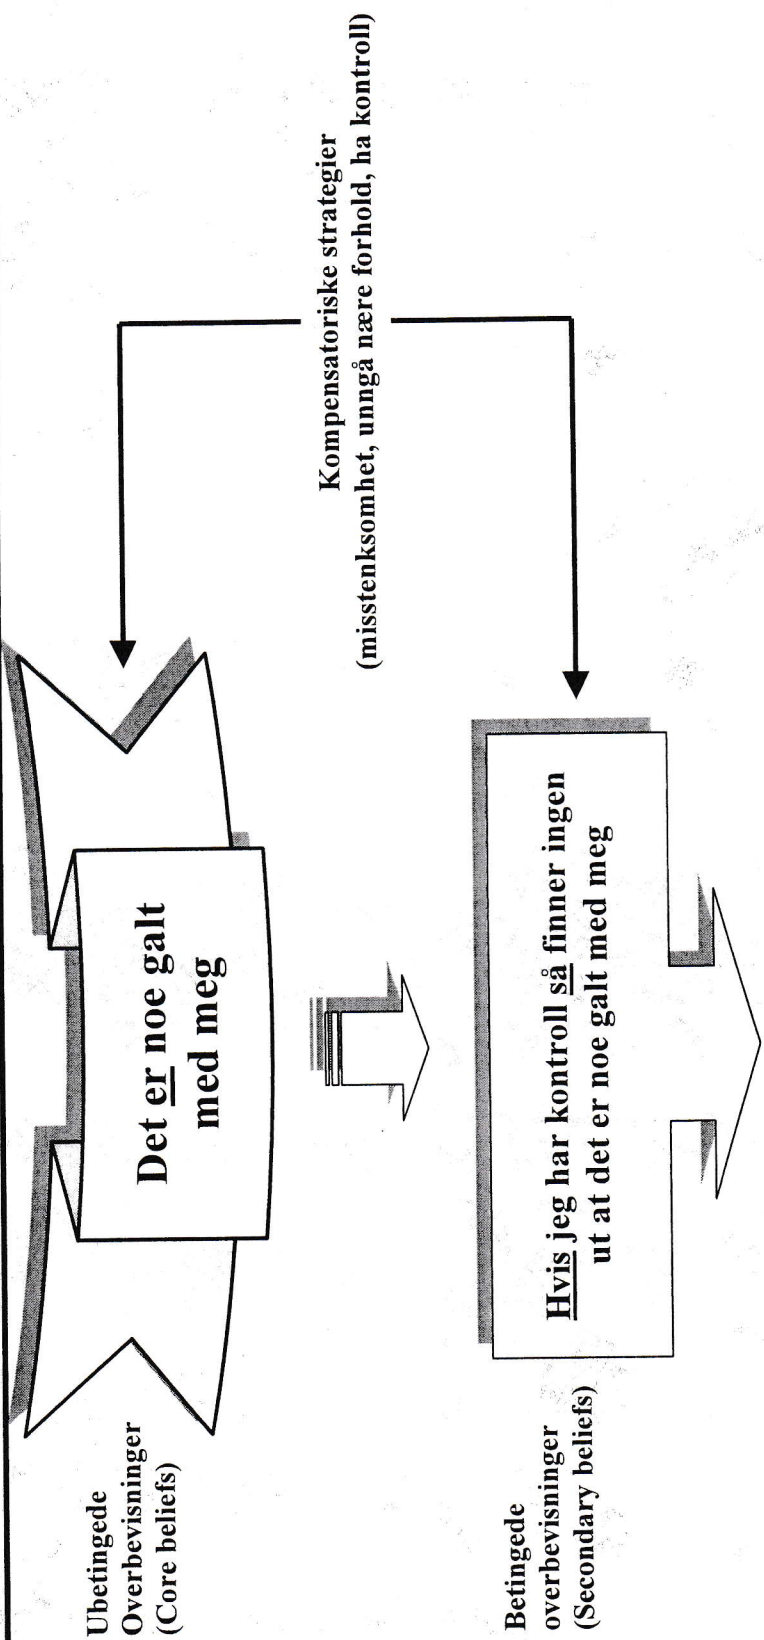 Ubetingede
Overbevisninger
(Core beliefs)
Det er noe galt
med meg
Kompensatoriske strategier
(misstenksomhet, unngå nære forhold, ha kontroll)
Betingede
overbevisninger
(Secondary beliefs)
Hvis jeg har kontroll så finner ingen
ut at det er noe galt med meg